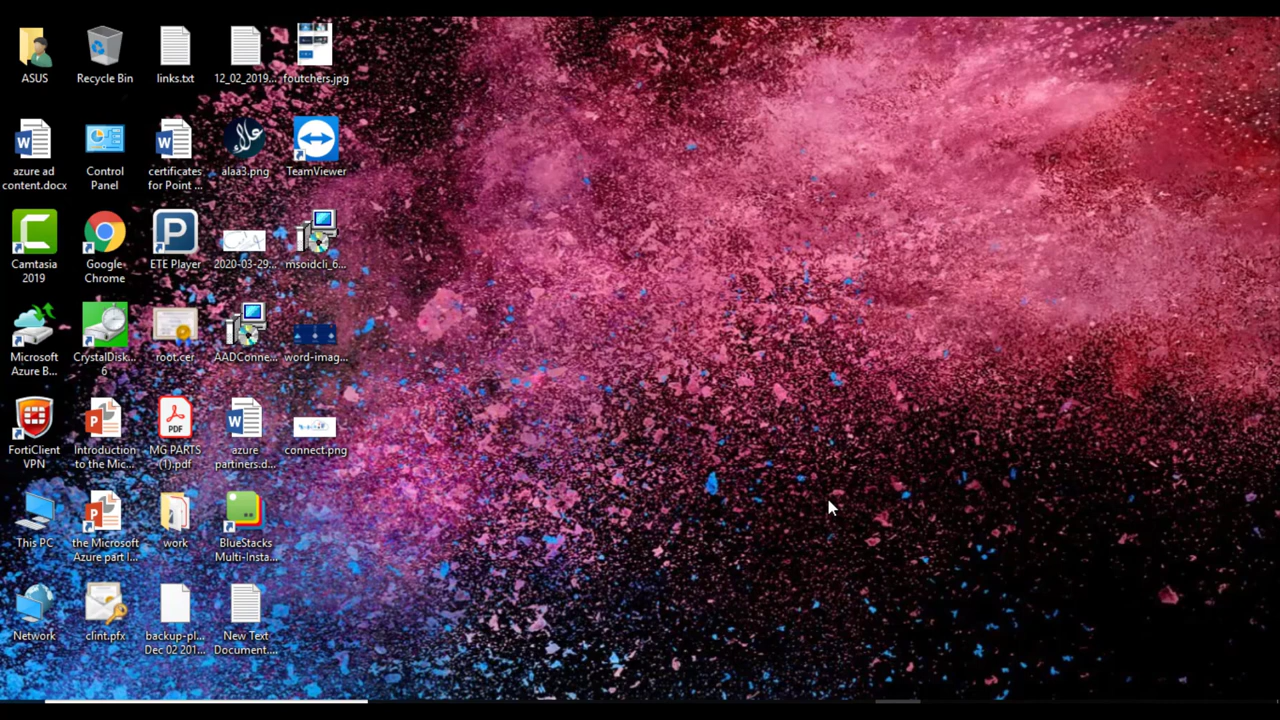 ASUS
Recycle Bin
links.txt
12_02_2019...
foutchers.jpg
azure ad
content.docx
Control
Panel
certificates
for Point ...
علاء
alaa3.png
TeamViewer
Camtasia
2019
Google
Chrome
P
ETE Player
2020-03-29...
msoidcli_6...
Microsoft
Azure B...
CrystalDisk...
6
root.cer
AADConne...
word-imag...
FortiClient
VPN
Introduction
to the Mic...
PDF
MG PARTS
(1).pdf
azure
partners.d...
connect.png
This PC
the Microsoft
Azure part I...
work
BlueStacks
Multi-Insta...
Network
clint.pfx
backup-pl...
Dec 02 201...
New Text
Document....